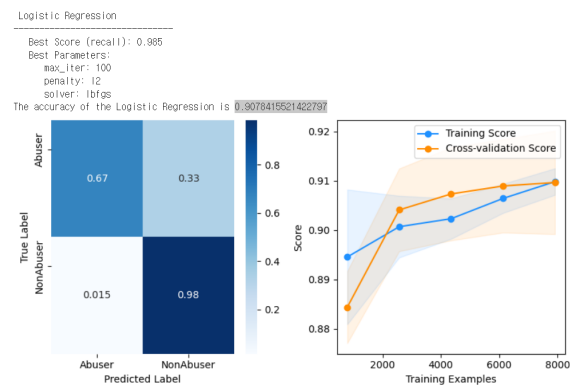 Logistic Regression
------------------------------
Best Score (recall): 0.985
Best Parameters:
max_iter: 100
penalty: l2
solver: lbfgs
The accuracy of the Logistic Regression is 0.9078415521422797
Abuser
NonAbuser
True Label
0.67
0.33
0.015
0.98
Abuser
NonAbuser
Predicted Label
0.8
0.6
0.4
0.2
Training Score
Cross-validation Score
0.92
0.91
0.90
0.89
0.88
Score
2000
4000
6000
8000
Training Examples